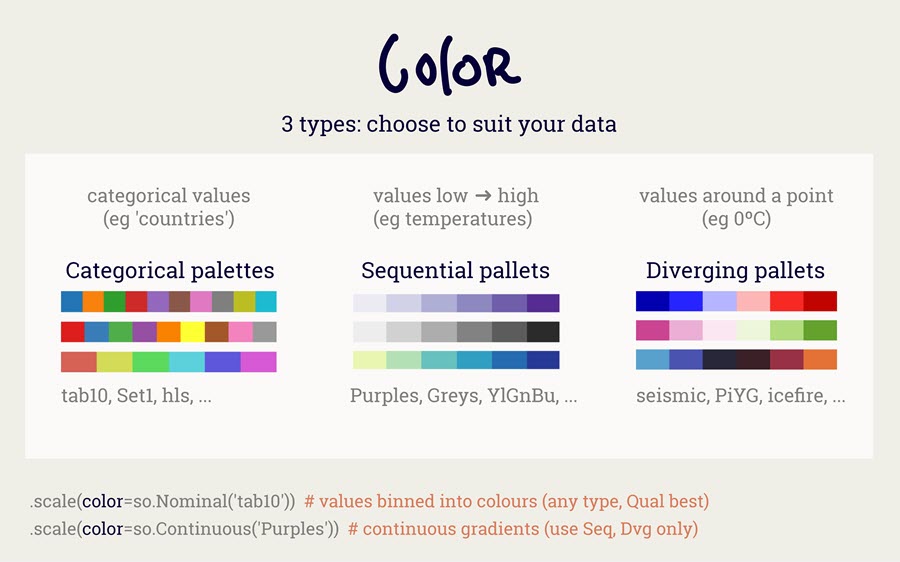 Color
3 types: choose to suit your data
categorical values
(eg 'countries')
Categorical palettes
tab10, Set1, hls, ...
values low ➔ high
(eg temperatures)
Sequential pallets
Purples, Greys, YlGnBu, ...
values around a point
(eg 0ºC)
Diverging pallets
seismic, PiYG, icefire, ...
.scale(color=so.Nominal('tab10')) # values binned into colours (any type, Qual best)
.scale(color=so.Continuous('Purples')) # continuous gradients (use Seq, Dvg only)